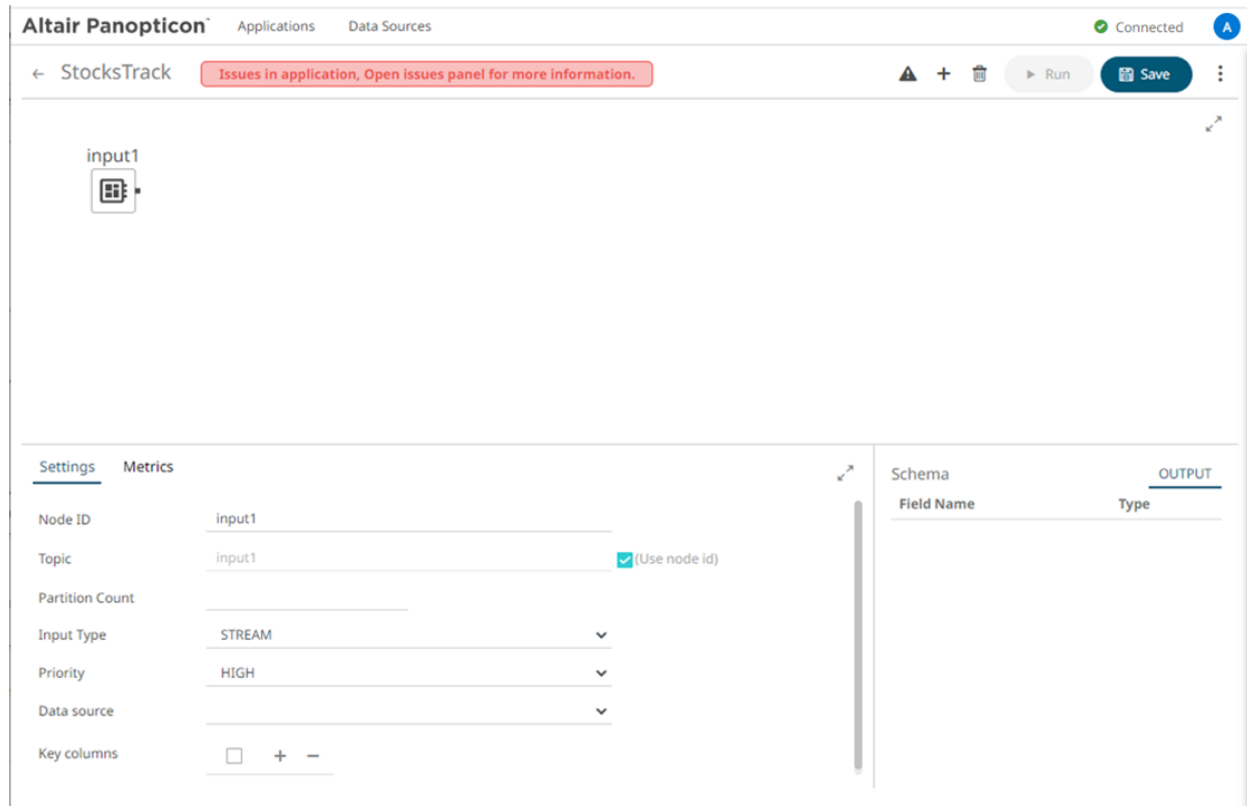 Altair Panopticon™ Applications Data Sources Connected A
← StocksTrack Issues in application, Open issues panel for more information. + Run Save
input1
Settings Metrics
Schema OUTPUT
Field Name Type
Node ID input1
Topic input1 (Use node id)
Partition Count
Input Type STREAM
Priority HIGH
Data source
Key columns + −